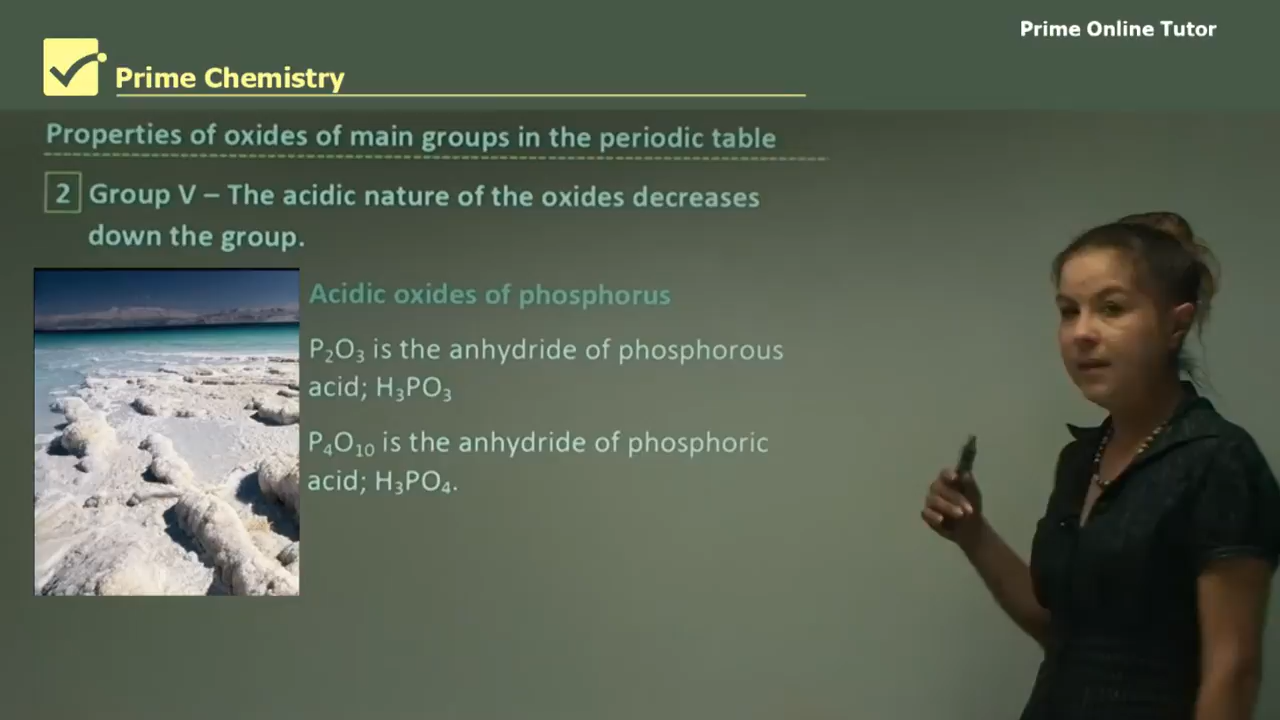 Prime Online Tutor
Prime Chemistry
Properties of oxides of main groups in the periodic table
2 Group V – The acidic nature of the oxides decreases
down the group.
Acidic oxides of phosphorus
P₂O₃ is the anhydride of phosphorous
acid; H₃PO₃
P₄O₁₀ is the anhydride of phosphoric
acid; H₃PO₄.